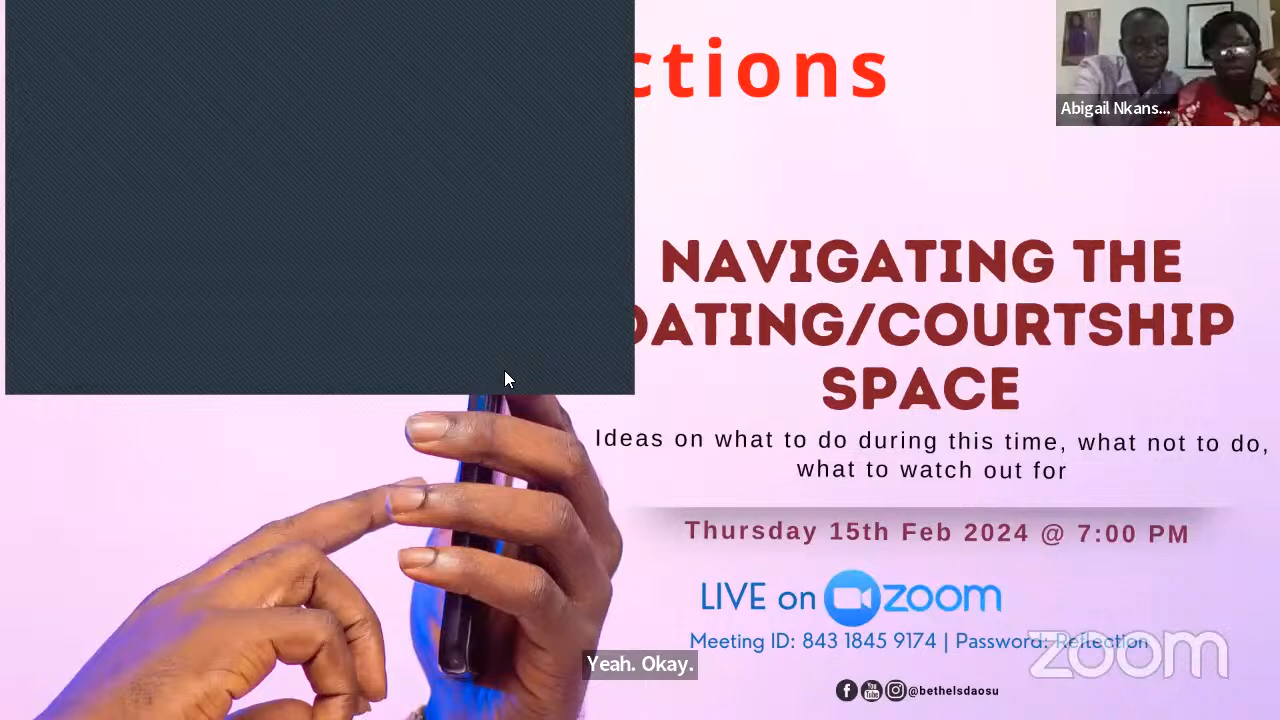 ctions
Abigail Nkans...
NAVIGATING THE
DATING/COURTSHIP
SPACE
Ideas on what to do during this time, what not to do,
what to watch out for
Thursday 15th Feb 2024 @ 7:00 PM
LIVE on zoom
Meeting ID: 843 1845 9174 | Password: Reflection
zoom
Yeah. Okay.
@bethelsdaosu